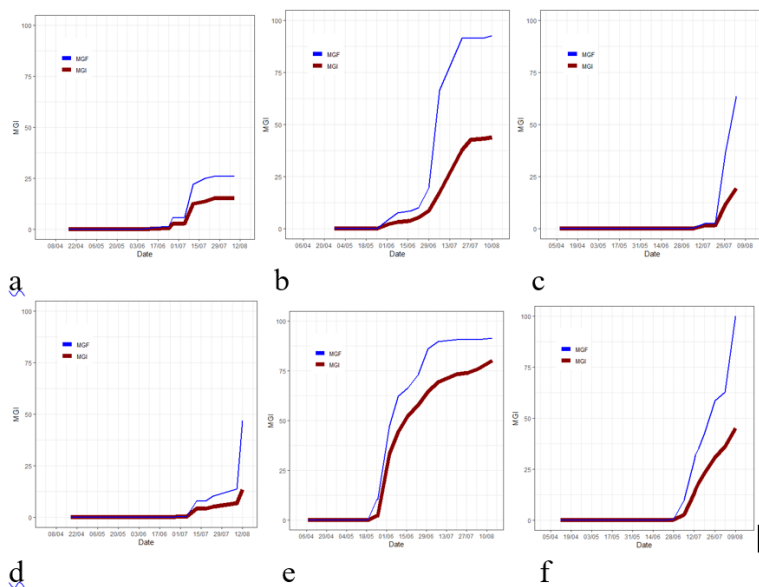 100
75
50
25
0
MGI
MGF
MGI
08/04 22/04 06/05 20/05 03/06 17/06 01/07 15/07 29/07 12/08
Date
a
100
75
50
25
0
MGI
MGF
MGI
06/04 20/04 04/05 18/05 01/06 15/06 29/06 13/07 27/07 10/08
Date
b
100
75
50
25
0
MGI
MGF
MGI
05/04 19/04 03/05 17/05 31/05 14/06 28/06 12/07 26/07 09/08
Date
c
100
75
50
25
0
MGI
MGF
MGI
08/04 22/04 06/05 20/05 03/06 17/06 01/07 15/07 29/07 12/08
Date
d
100
75
50
25
0
MGI
MGF
MGI
06/04 20/04 04/05 18/05 01/06 15/06 29/06 13/07 27/07 10/08
Date
e
100
75
50
25
0
MGI
MGF
MGI
05/04 19/04 03/05 17/05 31/05 14/06 28/06 12/07 26/07 09/08
Date
f